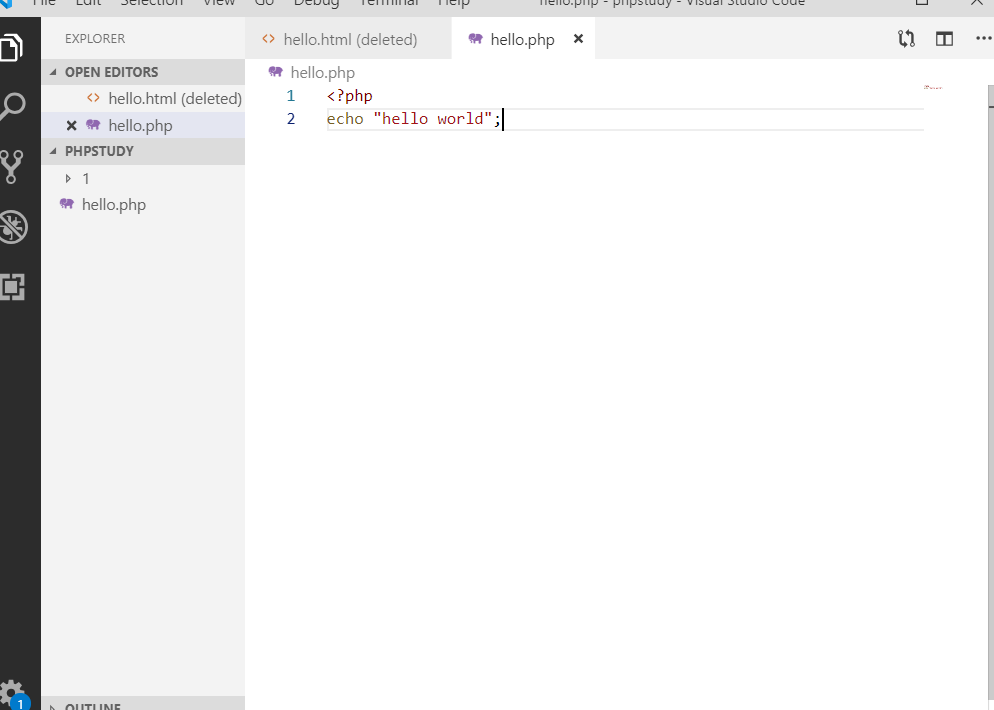 File Edit Selection View Go Debug Terminal Help hello.php - phpstudy - Visual Studio Code
EXPLORER
hello.html (deleted)
hello.php
OPEN EDITORS
hello.html (deleted)
hello.php
PHPSTUDY
1
hello.php
hello.php
1 <?php
2 echo "hello world";
OUTLINE
1